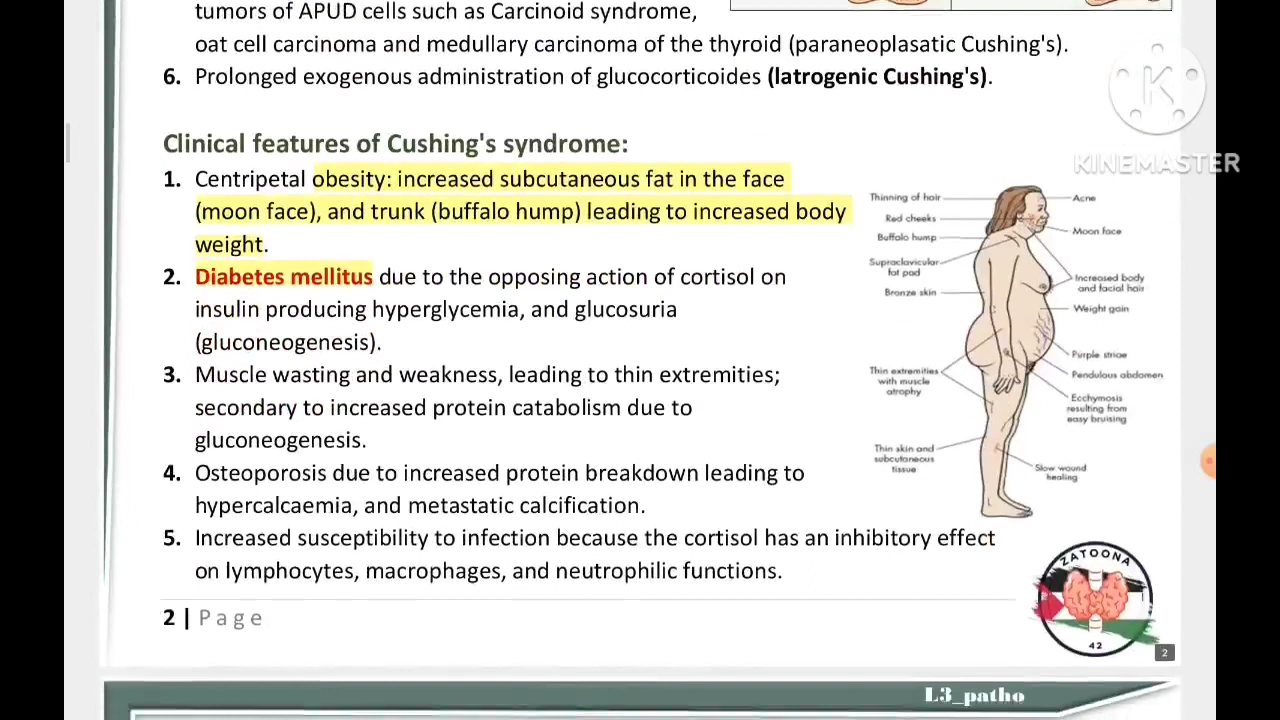 tumors of APUD cells such as Carcinoid syndrome,
oat cell carcinoma and medullary carcinoma of the thyroid (paraneoplasatic Cushing's).
6. Prolonged exogenous administration of glucocorticoides (Iatrogenic Cushing's).
KINEMASTER
Clinical features of Cushing's syndrome:
1. Centripetal obesity: increased subcutaneous fat in the face
(moon face), and trunk (buffalo hump) leading to increased body
weight.
2. Diabetes mellitus due to the opposing action of cortisol on
insulin producing hyperglycemia, and glucosuria
(gluconeogenesis).
3. Muscle wasting and weakness, leading to thin extremities;
secondary to increased protein catabolism due to
gluconeogenesis.
4. Osteoporosis due to increased protein breakdown leading to
hypercalcaemia, and metastatic calcification.
5. Increased susceptibility to infection because the cortisol has an inhibitory effect
on lymphocytes, macrophages, and neutrophilic functions.
Thinning of hair
Red cheeks
Buffalo hump
Supraclavicular
fat pad
Bronze skin
Thin extremities
with muscle
atrophy
Thin skin and
subcutaneous
tissue
Acne
Moon face
Increased body
and facial hair
Weight gain
Purple striae
Pendulous abdomen
Ecchymosis
resulting from
easy bruising
Slow wound
healing
ZATOONA
42
2 | Page
2
L3_patho